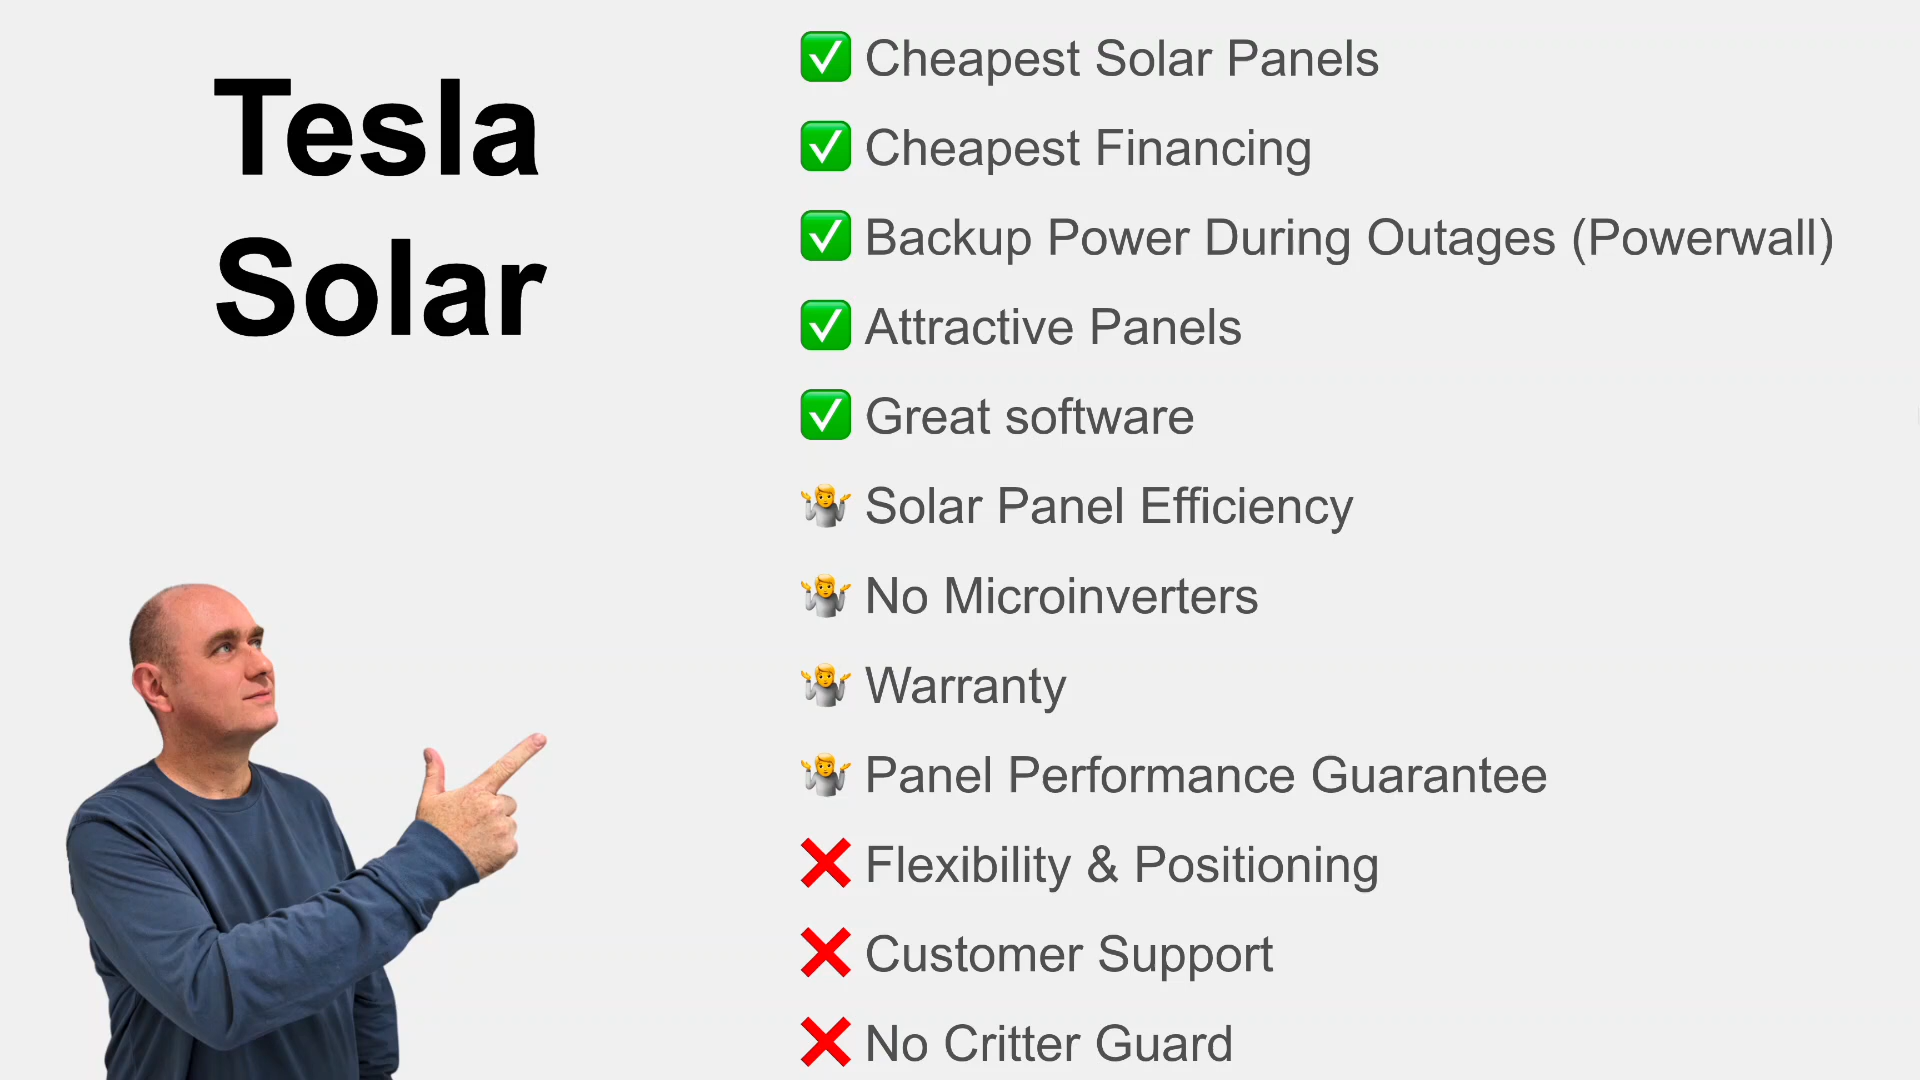 Tesla
Solar
✅ Cheapest Solar Panels
✅ Cheapest Financing
✅ Backup Power During Outages (Powerwall)
✅ Attractive Panels
✅ Great software
🤷 Solar Panel Efficiency
🤷 No Microinverters
🤷 Warranty
🤷 Panel Performance Guarantee
❌ Flexibility & Positioning
❌ Customer Support
❌ No Critter Guard